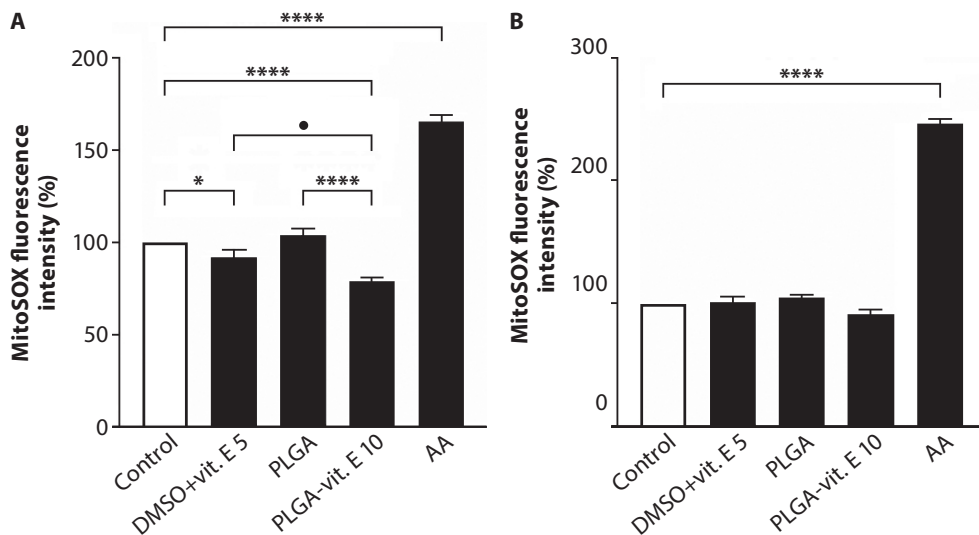 A
MitoSOX fluorescence
intensity (%)
200
150
100
50
0
****
****
•
*
****
Control
DMSO+vit. E 5
PLGA
PLGA-vit. E 10
AA
B
MitoSOX fluorescence
intensity (%)
300
200
100
0
****
Control
DMSO+vit. E 5
PLGA
PLGA-vit. E 10
AA